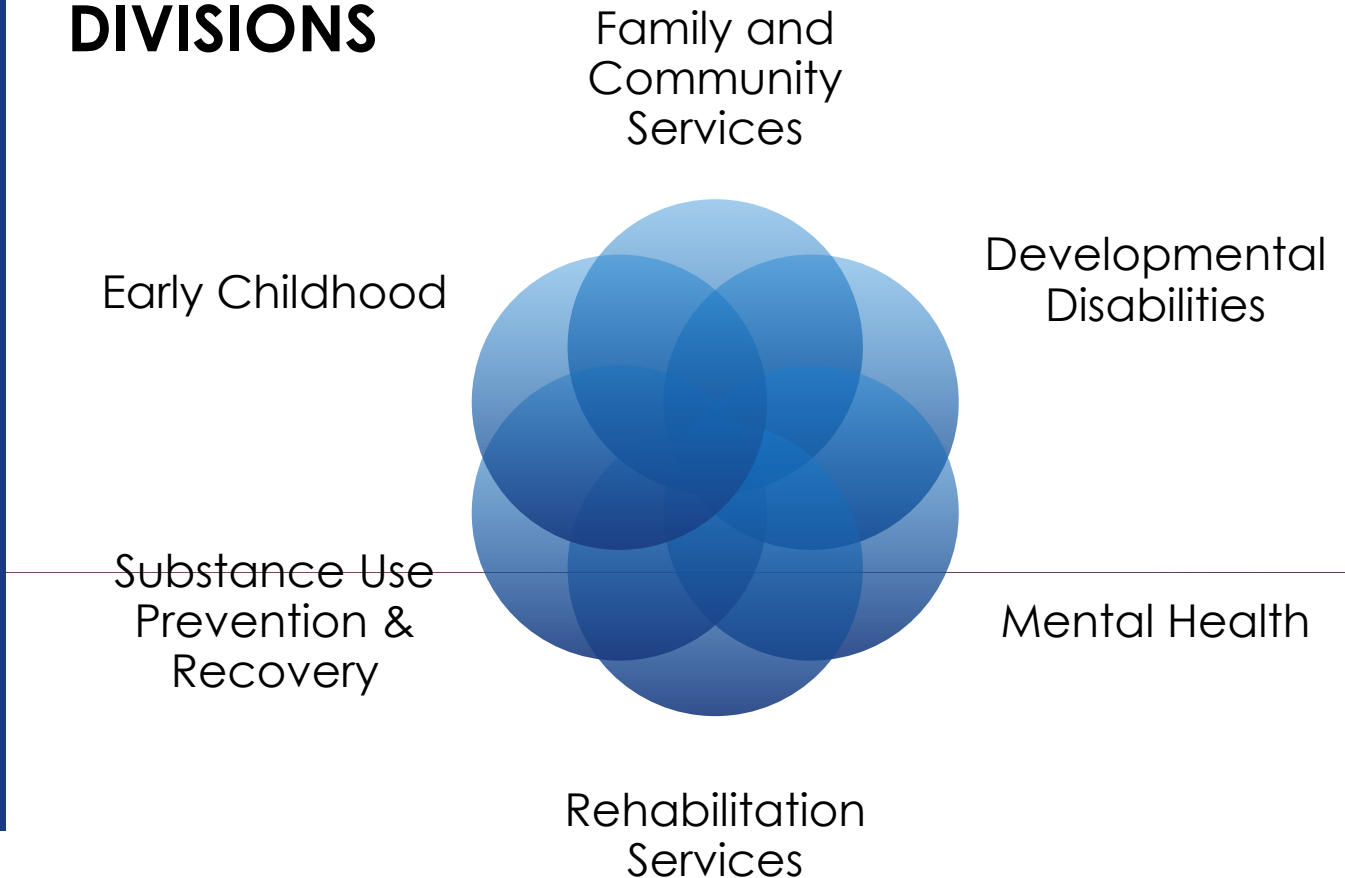 DIVISIONS
Family and
Community
Services
Developmental
Disabilities
Early Childhood
Substance Use
Prevention &
Recovery
Mental Health
Rehabilitation
Services